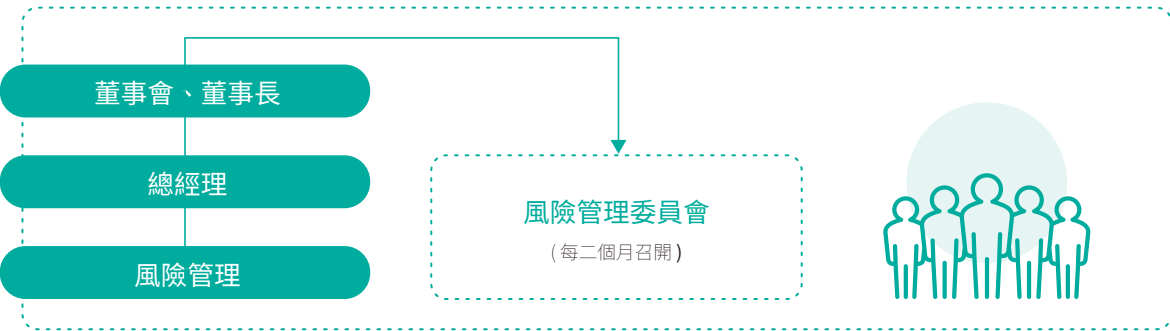 董事會、董事長
總經理
風險管理
風險管理委員會
(每二個月召開)